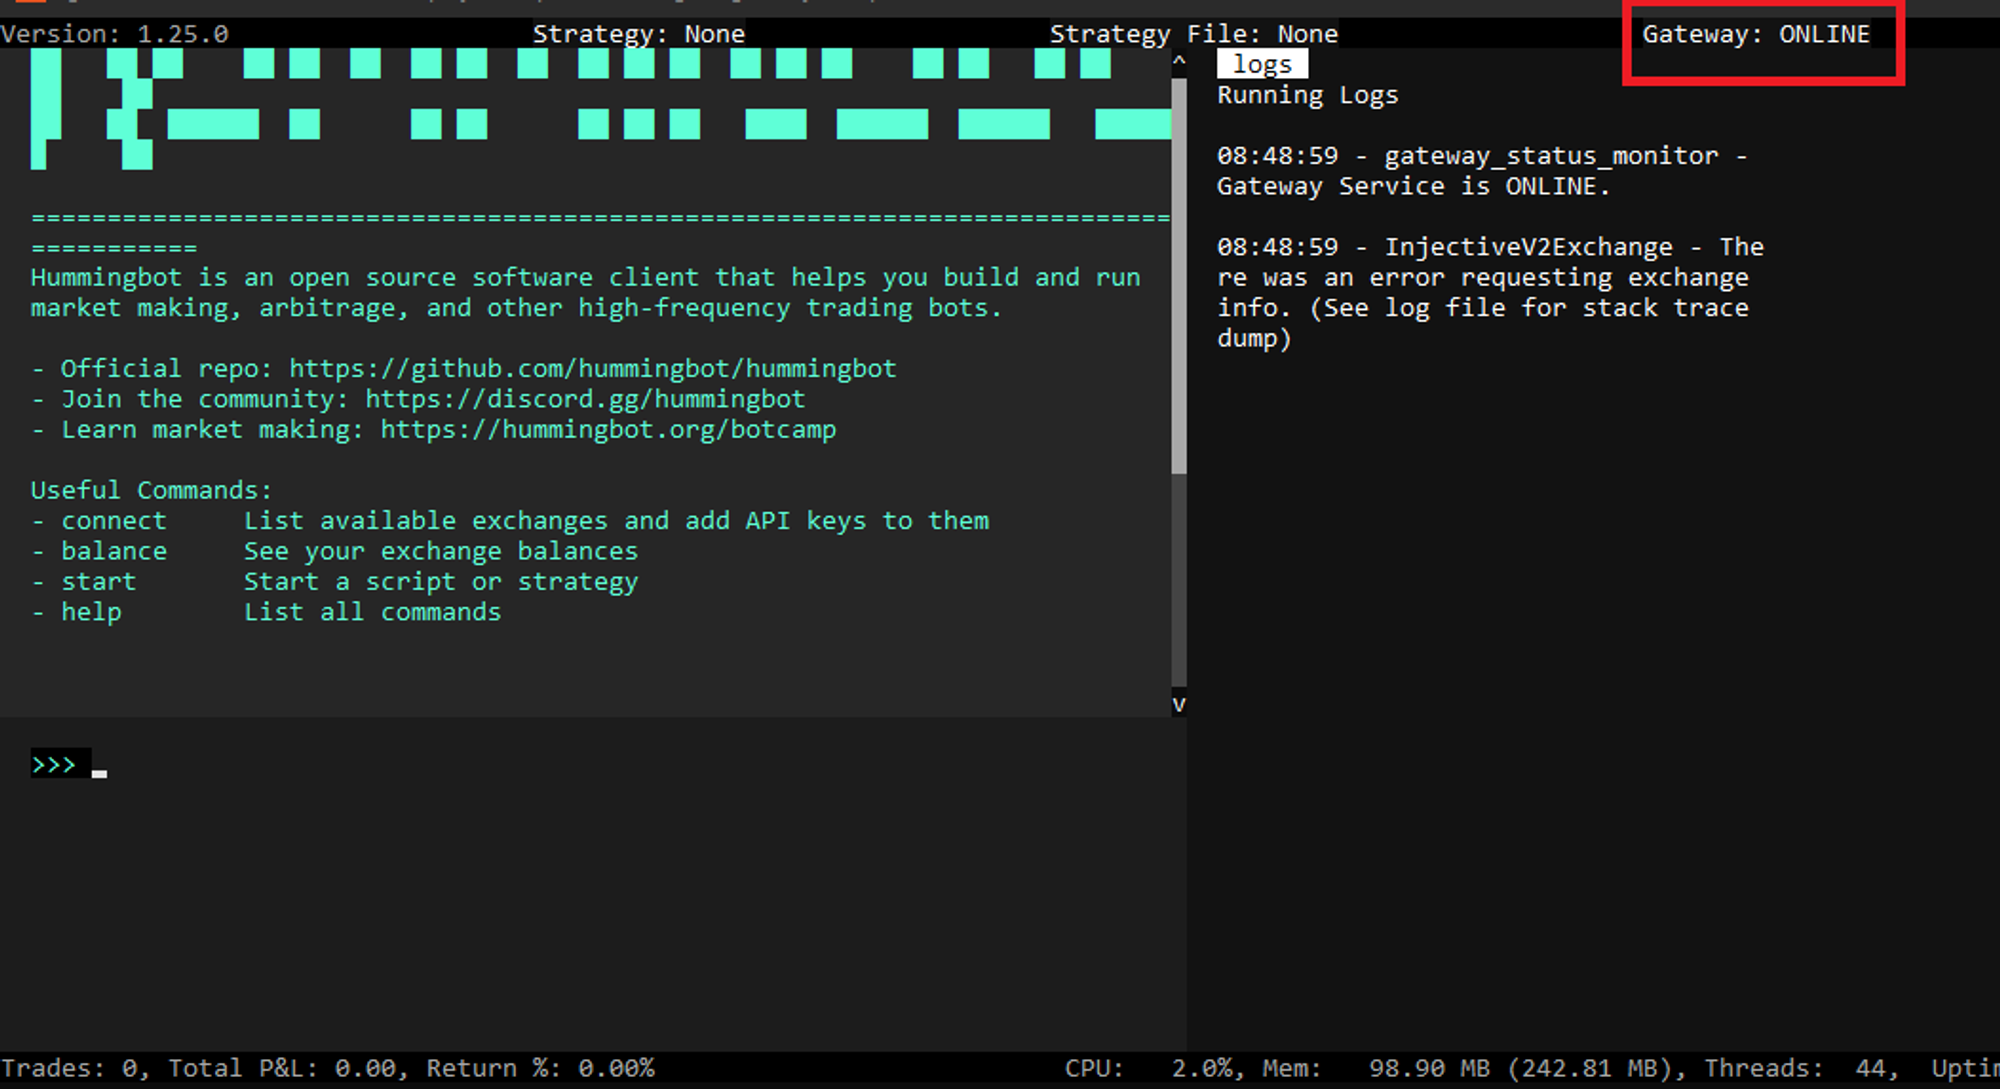 Version: 1.25.0 Strategy: None Strategy File: None Gateway: ONLINE
================================================================================
===========
Hummingbot is an open source software client that helps you build and run
market making, arbitrage, and other high-frequency trading bots.
- Official repo: https://github.com/hummingbot/hummingbot
- Join the community: https://discord.gg/hummingbot
- Learn market making: https://hummingbot.org/botcamp
Useful Commands:
- connect List available exchanges and add API keys to them
- balance See your exchange balances
- start Start a script or strategy
- help List all commands
>>>
^
v
logs
Running Logs
08:48:59 - gateway_status_monitor -
Gateway Service is ONLINE.
08:48:59 - InjectiveV2Exchange - The
re was an error requesting exchange
info. (See log file for stack trace
dump)
Trades: 0, Total P&L: 0.00, Return %: 0.00% CPU: 2.0%, Mem: 98.90 MB (242.81 MB), Threads: 44,